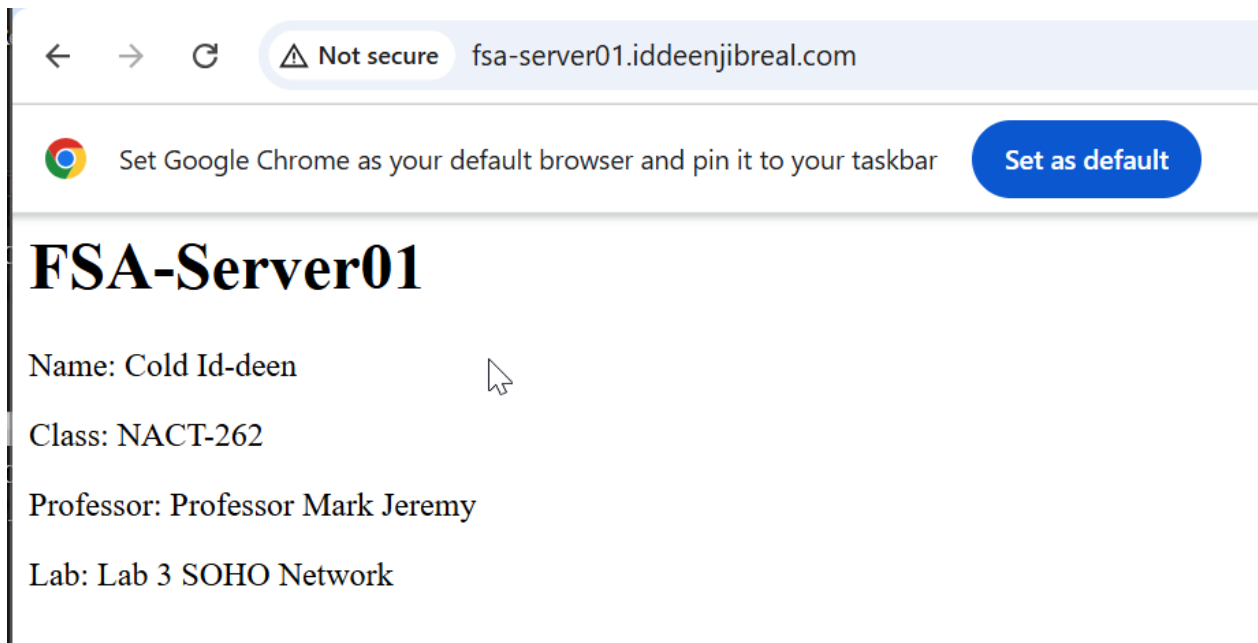 Not secure fsa-server01.iddeenjibreal.com
Set Google Chrome as your default browser and pin it to your taskbar Set as default
FSA-Server01
Name: Cold Id-deen
Class: NACT-262
Professor: Professor Mark Jeremy
Lab: Lab 3 SOHO Network